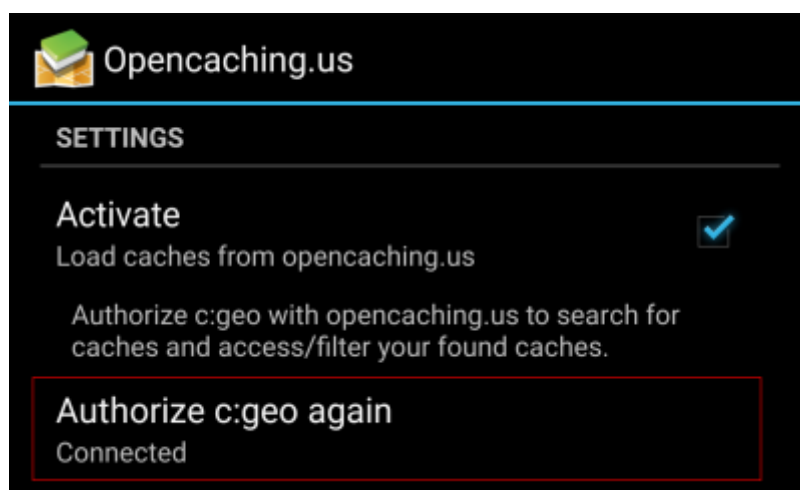 Opencaching.us
SETTINGS
Activate
Load caches from opencaching.us
Authorize c:geo with opencaching.us to search for
caches and access/filter your found caches.
Authorize c:geo again
Connected